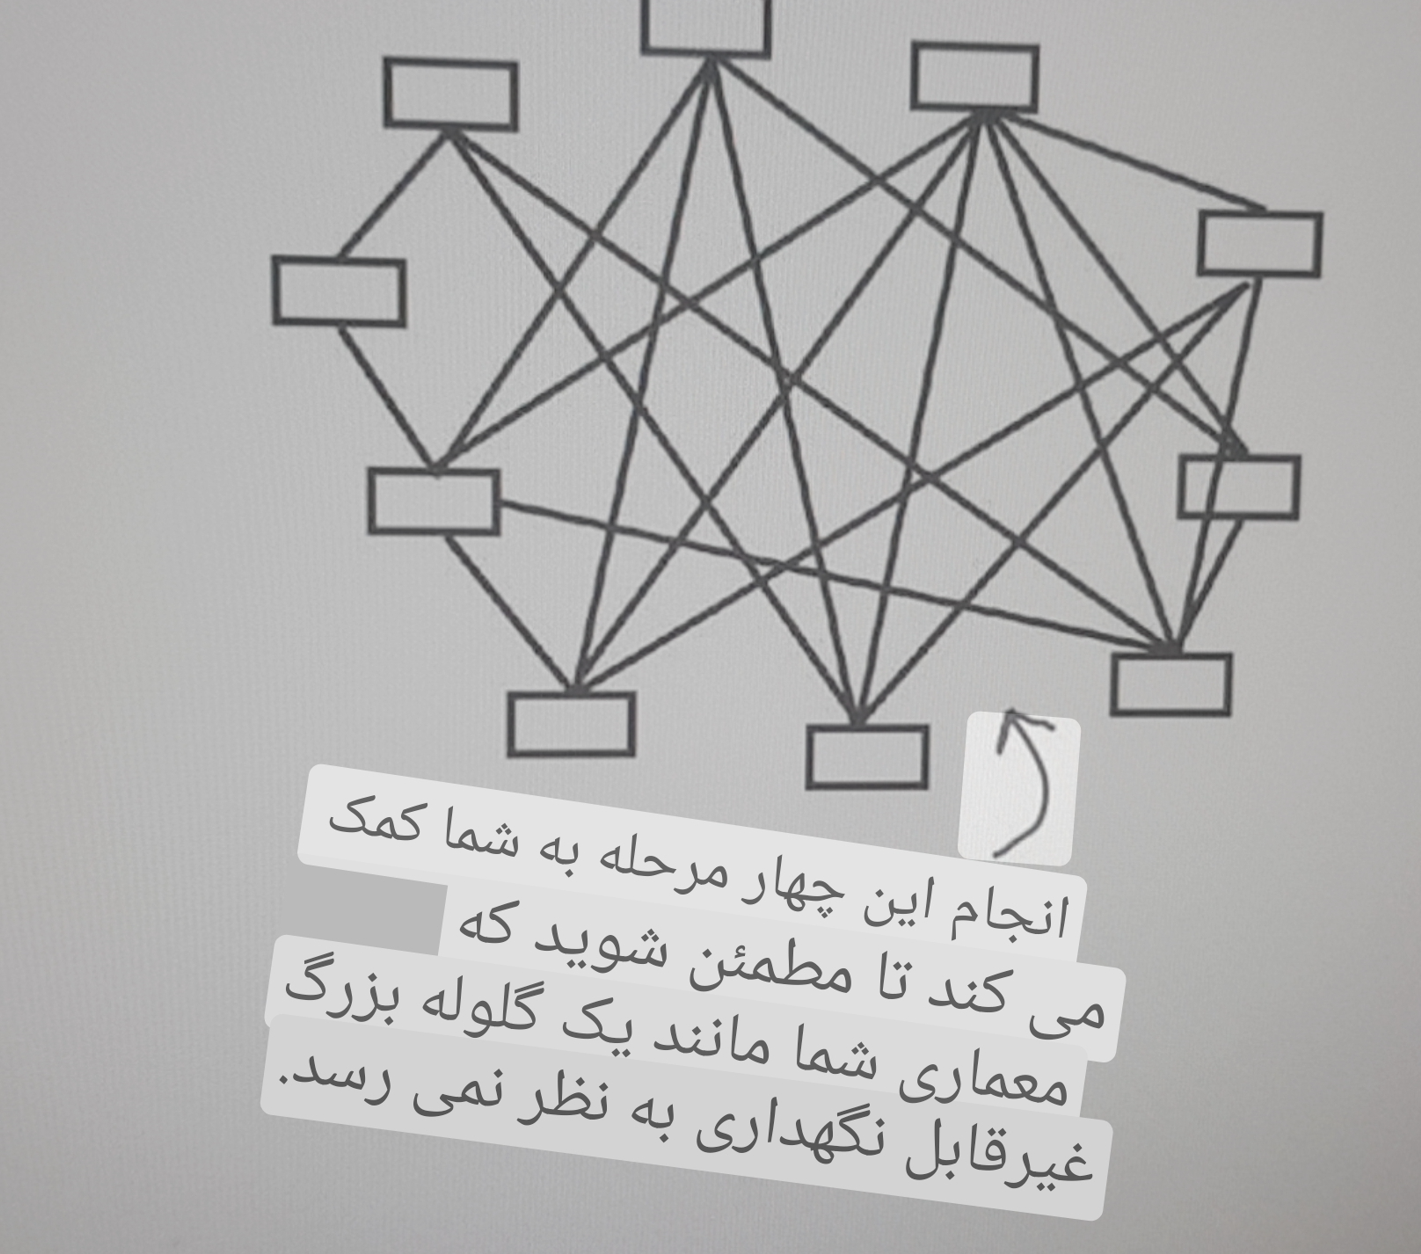 انجام این چهار مرحله به شما کمک
می کند تا مطمئن شوید که
معماری شما مانند یک گلوله بزرگ
غیرقابل نگهداری به نظر نمی رسد.